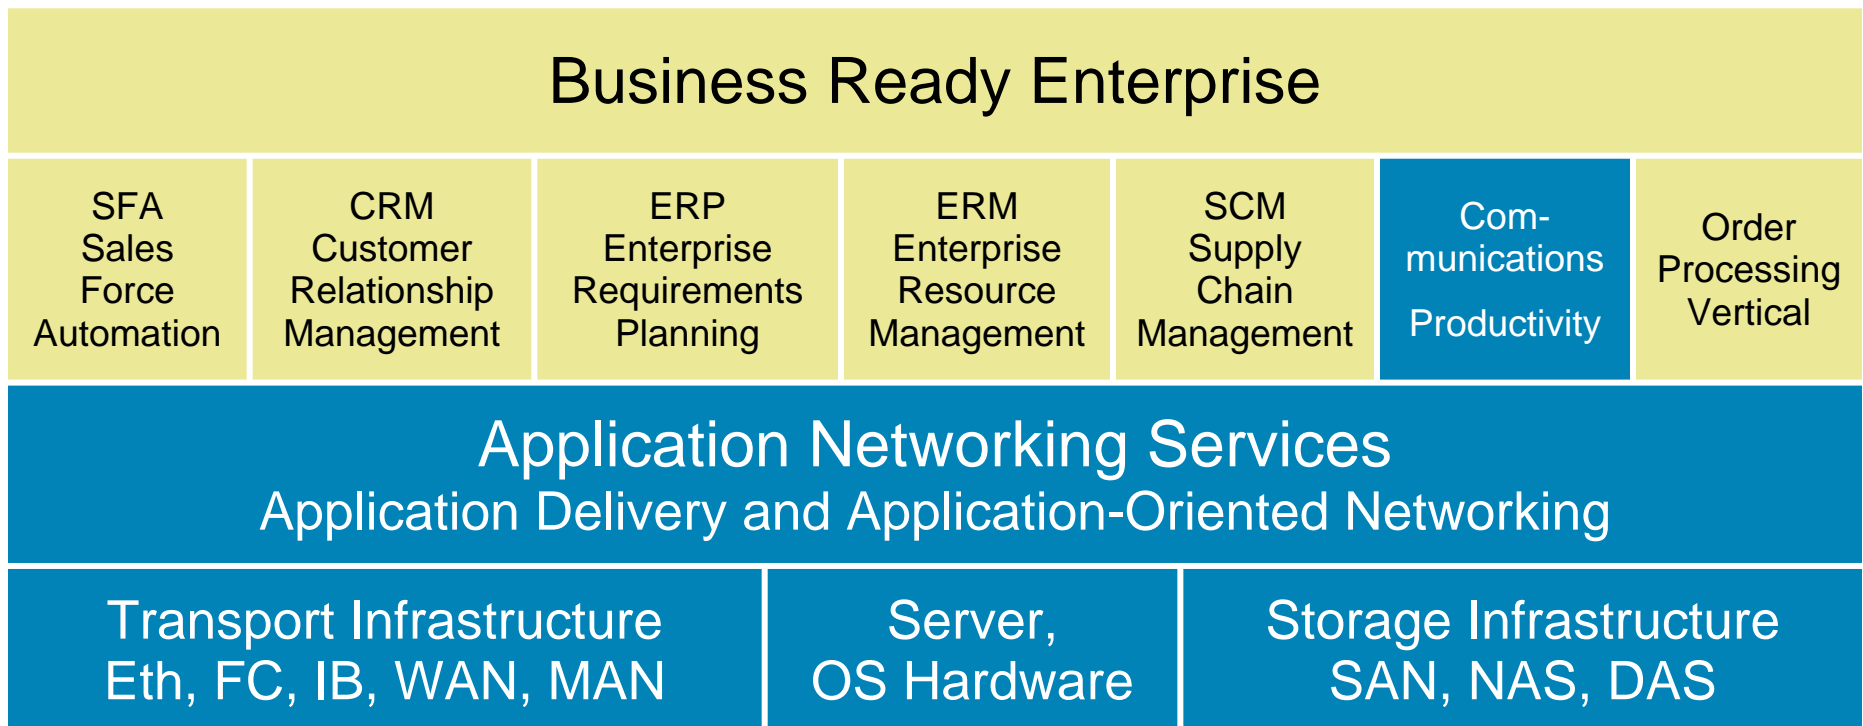 Business Ready Enterprise
SFA
Sales
Force
Automation
CRM
Customer
Relationship
Management
ERP
Enterprise
Requirements
Planning
ERM
Enterprise
Resource
Management
SCM
Supply
Chain
Management
Com-
munications
Productivity
Order
Processing
Vertical
Application Networking Services
Application Delivery and Application-Oriented Networking
Transport Infrastructure
Eth, FC, IB, WAN, MAN
Server,
OS Hardware
Storage Infrastructure
SAN, NAS, DAS